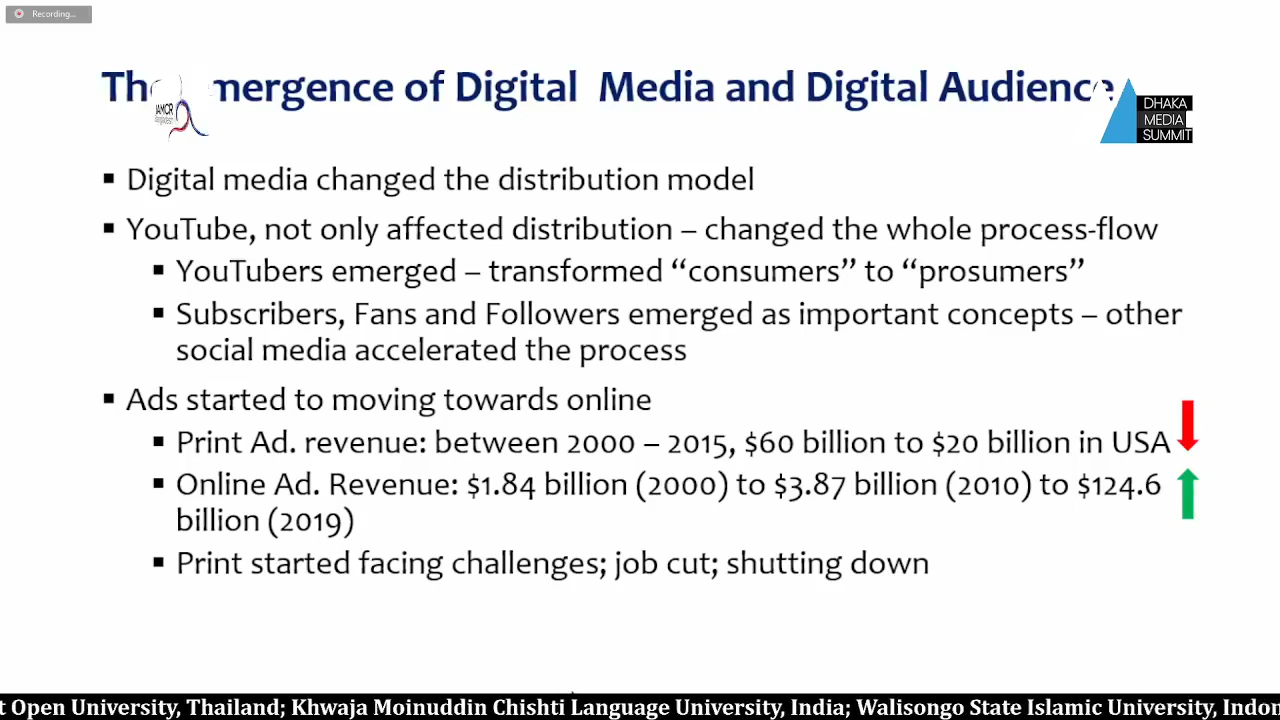 Recording...
The Emergence of Digital Media and Digital Audience
IAMCR
DHAKA
MEDIA
SUMMIT
▪ Digital media changed the distribution model
▪ YouTube, not only affected distribution – changed the whole process-flow
▪ YouTubers emerged – transformed “consumers” to “prosumers”
▪ Subscribers, Fans and Followers emerged as important concepts – other
social media accelerated the process
▪ Ads started to moving towards online
▪ Print Ad. revenue: between 2000 – 2015, $60 billion to $20 billion in USA
▪ Online Ad. Revenue: $1.84 billion (2000) to $3.87 billion (2010) to $124.6
billion (2019)
▪ Print started facing challenges; job cut; shutting down
t Open University, Thailand; Khwaja Moinuddin Chishti Language University, India; Walisongo State Islamic University, Indon